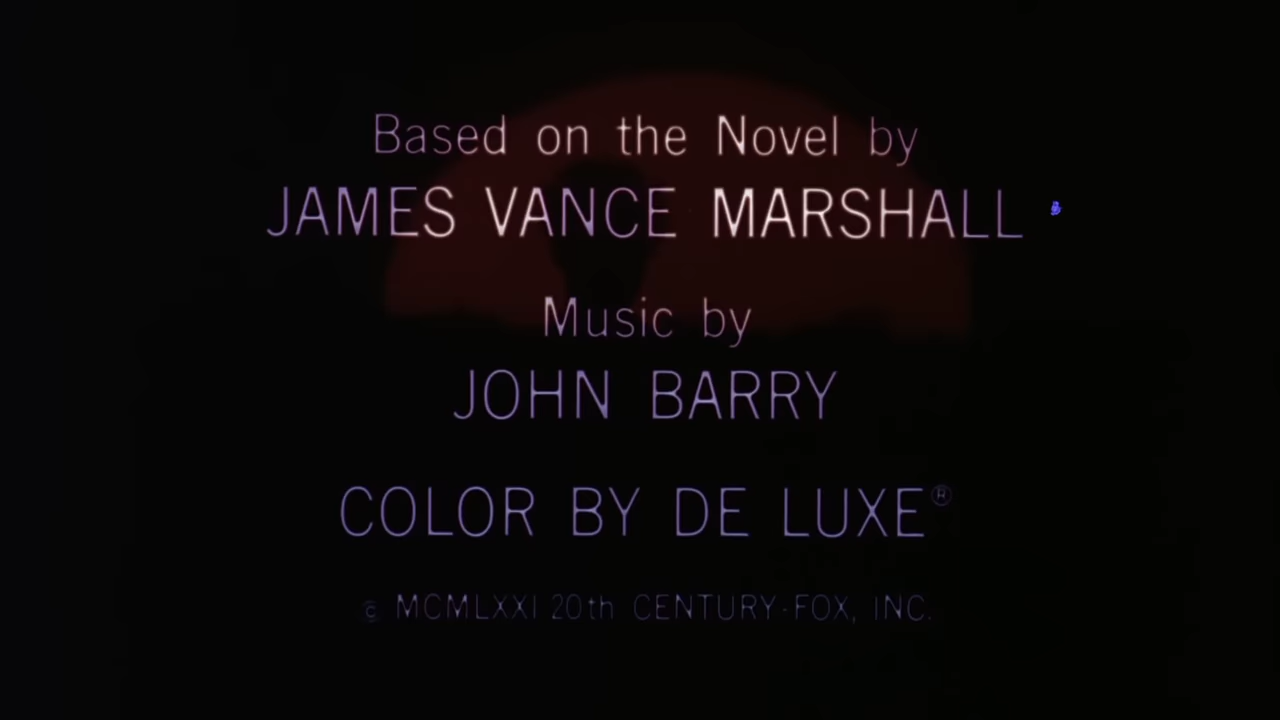 Based on the Novel by
JAMES VANCE MARSHALL
Music by
JOHN BARRY
COLOR BY DE LUXE®
© MCMLXXI 20th CENTURY-FOX, INC.